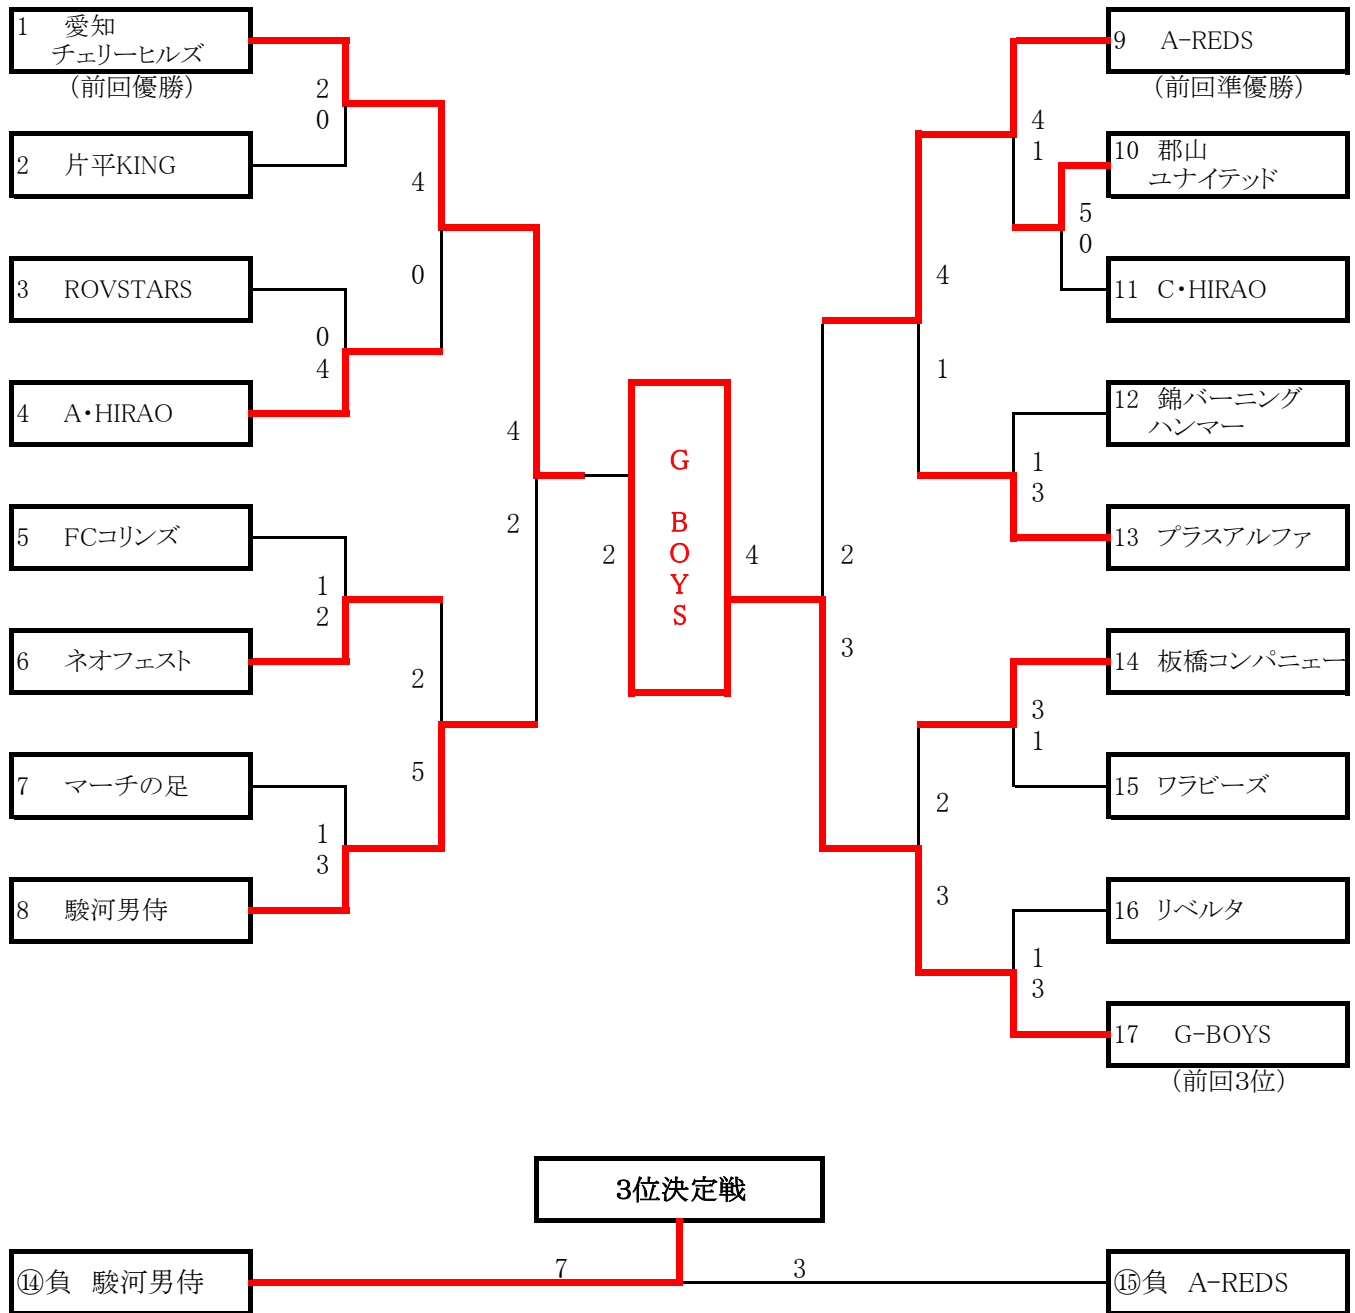 1 愛知
チェリーヒルズ
(前回優勝)
2
0
2 片平KING
4
0
3 ROVSTARS
0
4
4 A・HIRAO
4
2
5 FCコリンズ
1
2
6 ネオフェスト
2
5
7 マーチの足
1
3
8 駿河男侍
2
G
B
O
Y
S
4
9 A-REDS
(前回準優勝)
4
1
10 郡山
ユナイテッド
5
0
11 C・HIRAO
4
1
12 錦バーニング
ハンマー
1
3
13 プラスアルファ
2
3
14 板橋コンパニェー
3
1
15 ワラビーズ
2
3
16 リベルタ
1
3
17 G-BOYS
(前回3位)
3位決定戦
⑭負 駿河男侍
7
3
⑮負 A-REDS